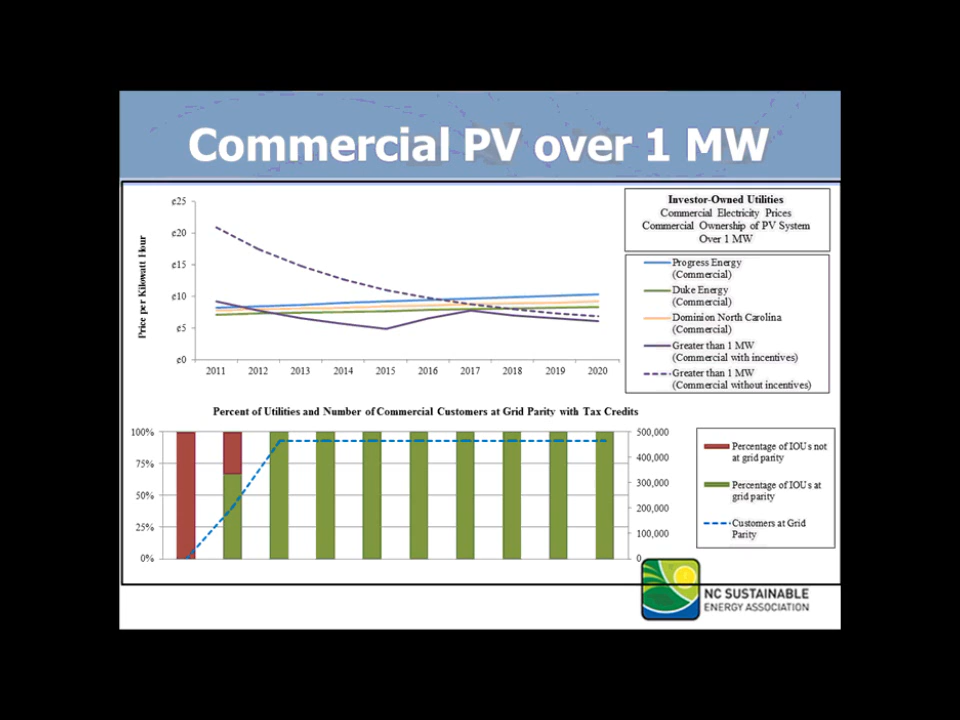 Commercial PV over 1 MW
¢25
¢20
¢15
¢10
¢5
¢0
Price per Kilowatt Hour
2011 2012 2013 2014 2015 2016 2017 2018 2019 2020
Investor-Owned Utilities
Commercial Electricity Prices
Commercial Ownership of PV System
Over 1 MW
Progress Energy
(Commercial)
Duke Energy
(Commercial)
Dominion North Carolina
(Commercial)
Greater than 1 MW
(Commercial with incentives)
Greater than 1 MW
(Commercial without incentives)
Percent of Utilities and Number of Commercial Customers at Grid Parity with Tax Credits
100%
75%
50%
25%
0%
500,000
400,000
300,000
200,000
100,000
0
Percentage of IOUs not
at grid parity
Percentage of IOUs at
grid parity
Customers at Grid
Parity
NC SUSTAINABLE
ENERGY ASSOCIATION